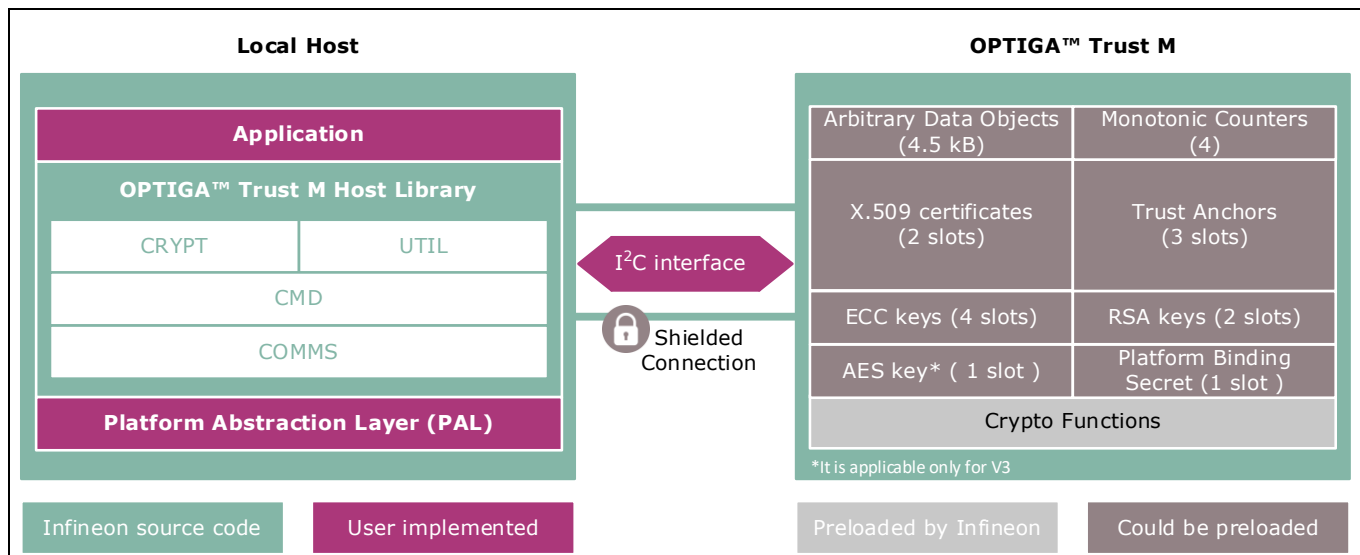 Local Host
OPTIGA™ Trust M
Application
OPTIGA™ Trust M Host Library
CRYPT
UTIL
CMD
COMMS
Platform Abstraction Layer (PAL)
I²C interface
Shielded
Connection
Arbitrary Data Objects
(4.5 kB)
Monotonic Counters
(4)
X.509 certificates
(2 slots)
Trust Anchors
(3 slots)
ECC keys (4 slots)
RSA keys (2 slots)
AES key* ( 1 slot )
Platform Binding
Secret (1 slot )
Crypto Functions
*It is applicable only for V3
Infineon source code
User implemented
Preloaded by Infineon
Could be preloaded